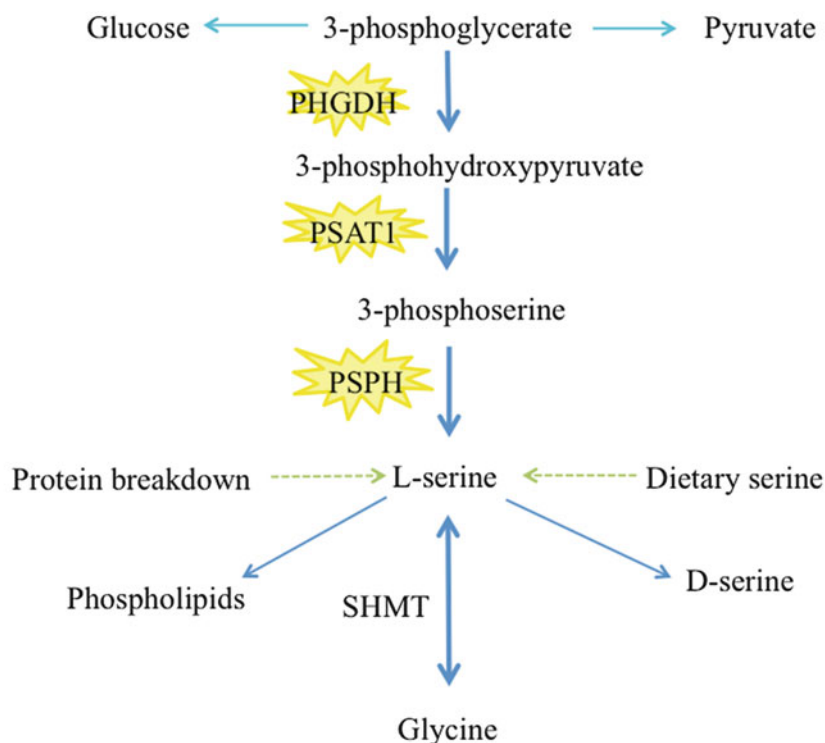 Glucose
3-phosphoglycerate
Pyruvate
PHGDH
3-phosphohydroxypyruvate
PSAT1
3-phosphoserine
PSPH
Protein breakdown
L-serine
Dietary serine
Phospholipids
SHMT
D-serine
Glycine